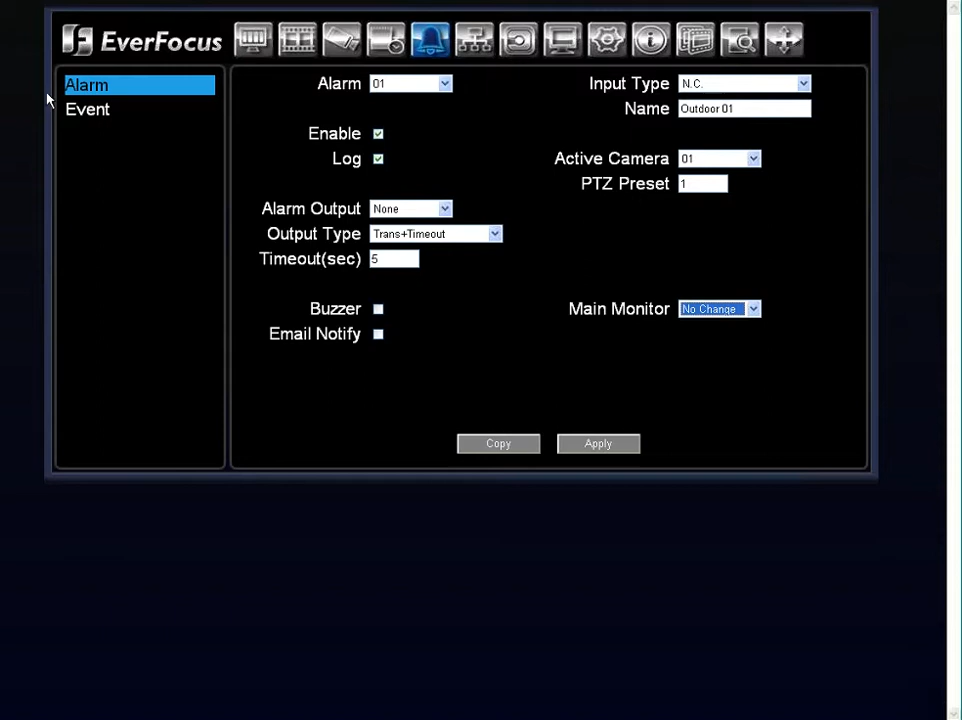 EverFocus
Alarm
Event
Alarm 01
Input Type N.C.
Name Outdoor 01
Enable
Log
Active Camera 01
PTZ Preset 1
Alarm Output None
Output Type Trans+Timeout
Timeout(sec) 5
Buzzer
Main Monitor No Change
Email Notify
Copy Apply